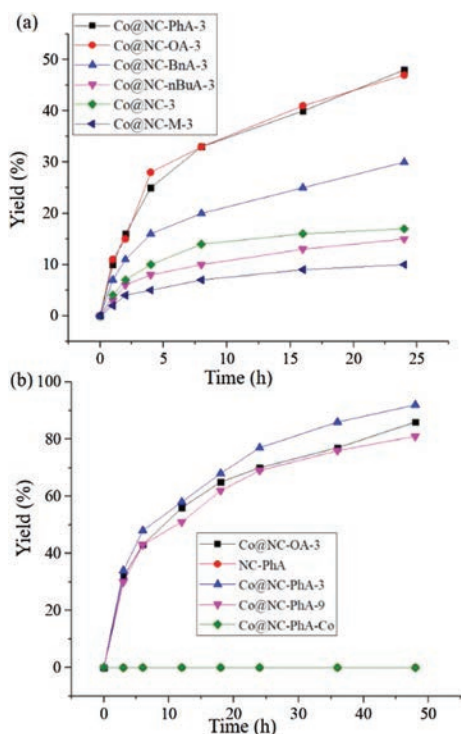 (a)
Co@NC-PhA-3
Co@NC-OA-3
Co@NC-BnA-3
Co@NC-nBuA-3
Co@NC-3
Co@NC-M-3
50
40
30
20
10
0
Yield (%)
0 5 10 15 20 25
Time (h)
(b)
100
80
60
40
20
0
Yield (%)
Co@NC-OA-3
NC-PhA
Co@NC-PhA-3
Co@NC-PhA-9
Co@NC-PhA-Co
0 10 20 30 40 50
Time (h)